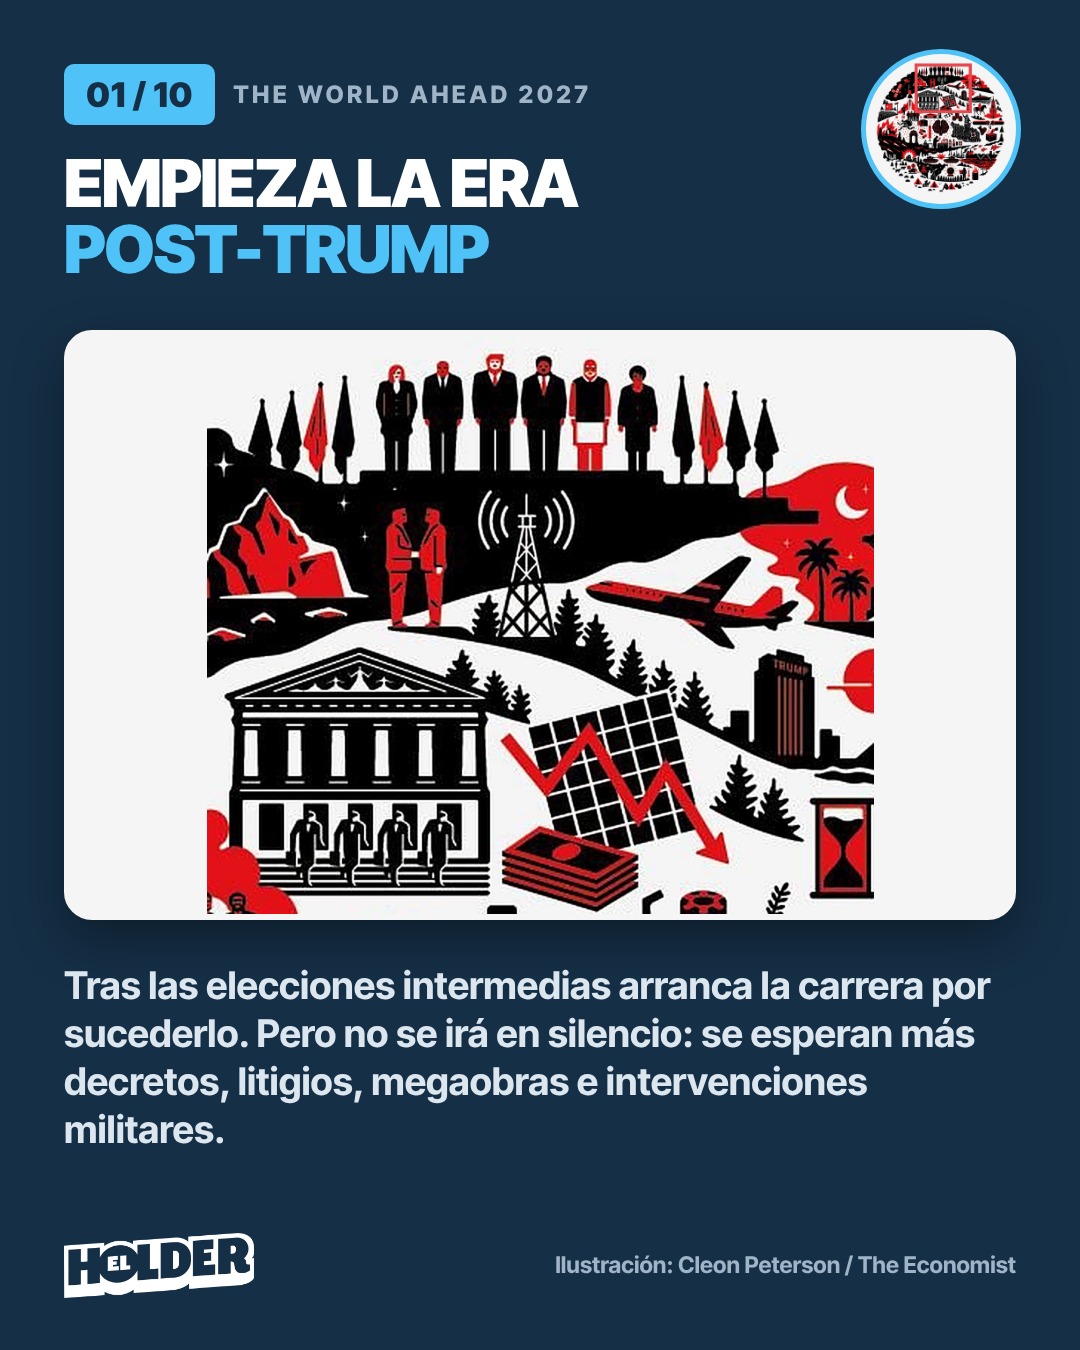 01 / 10
THE WORLD AHEAD 2027
EMPIEZA LA ERA
POST-TRUMP
TRUMP
Tras las elecciones intermedias arranca la carrera por
sucederlo. Pero no se irá en silencio: se esperan más
decretos, litigios, megaobras e intervenciones
militares.
EL HOLDER
Ilustración: Cleon Peterson / The Economist